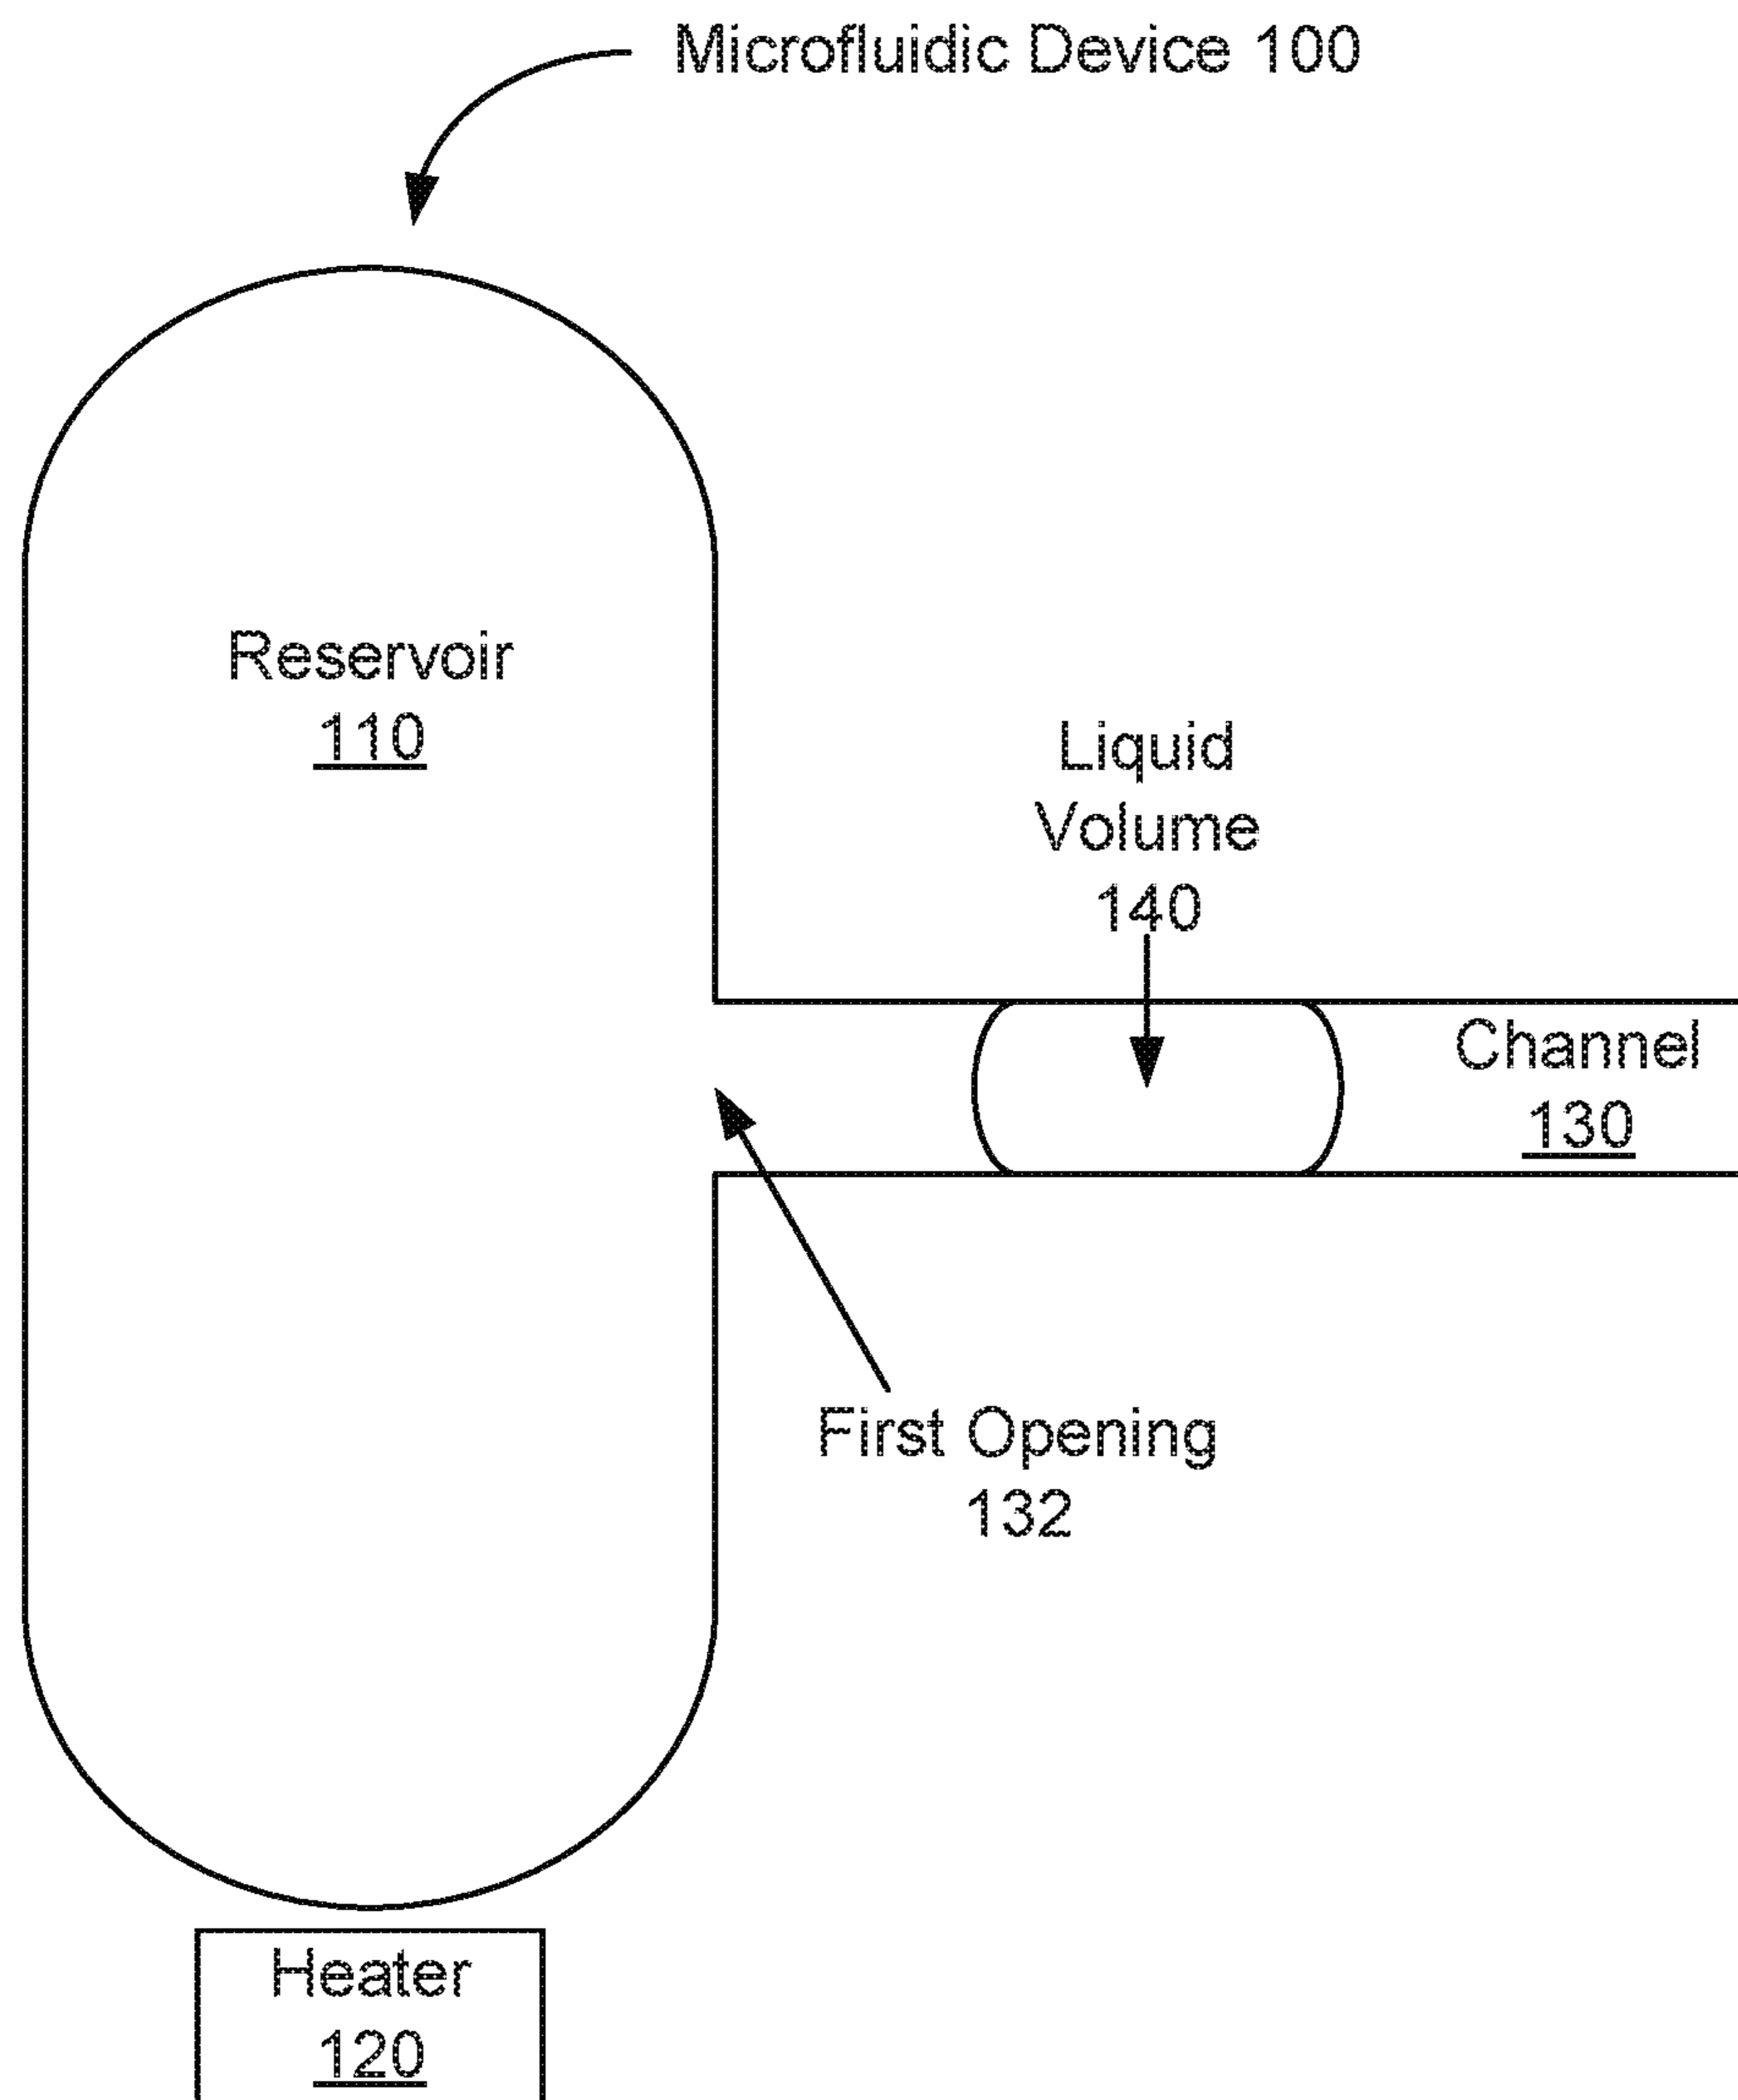 Microfluidic Device 100
Reservoir
110
Liquid
Volume
140
Channel
130
First Opening
132
Heater
120